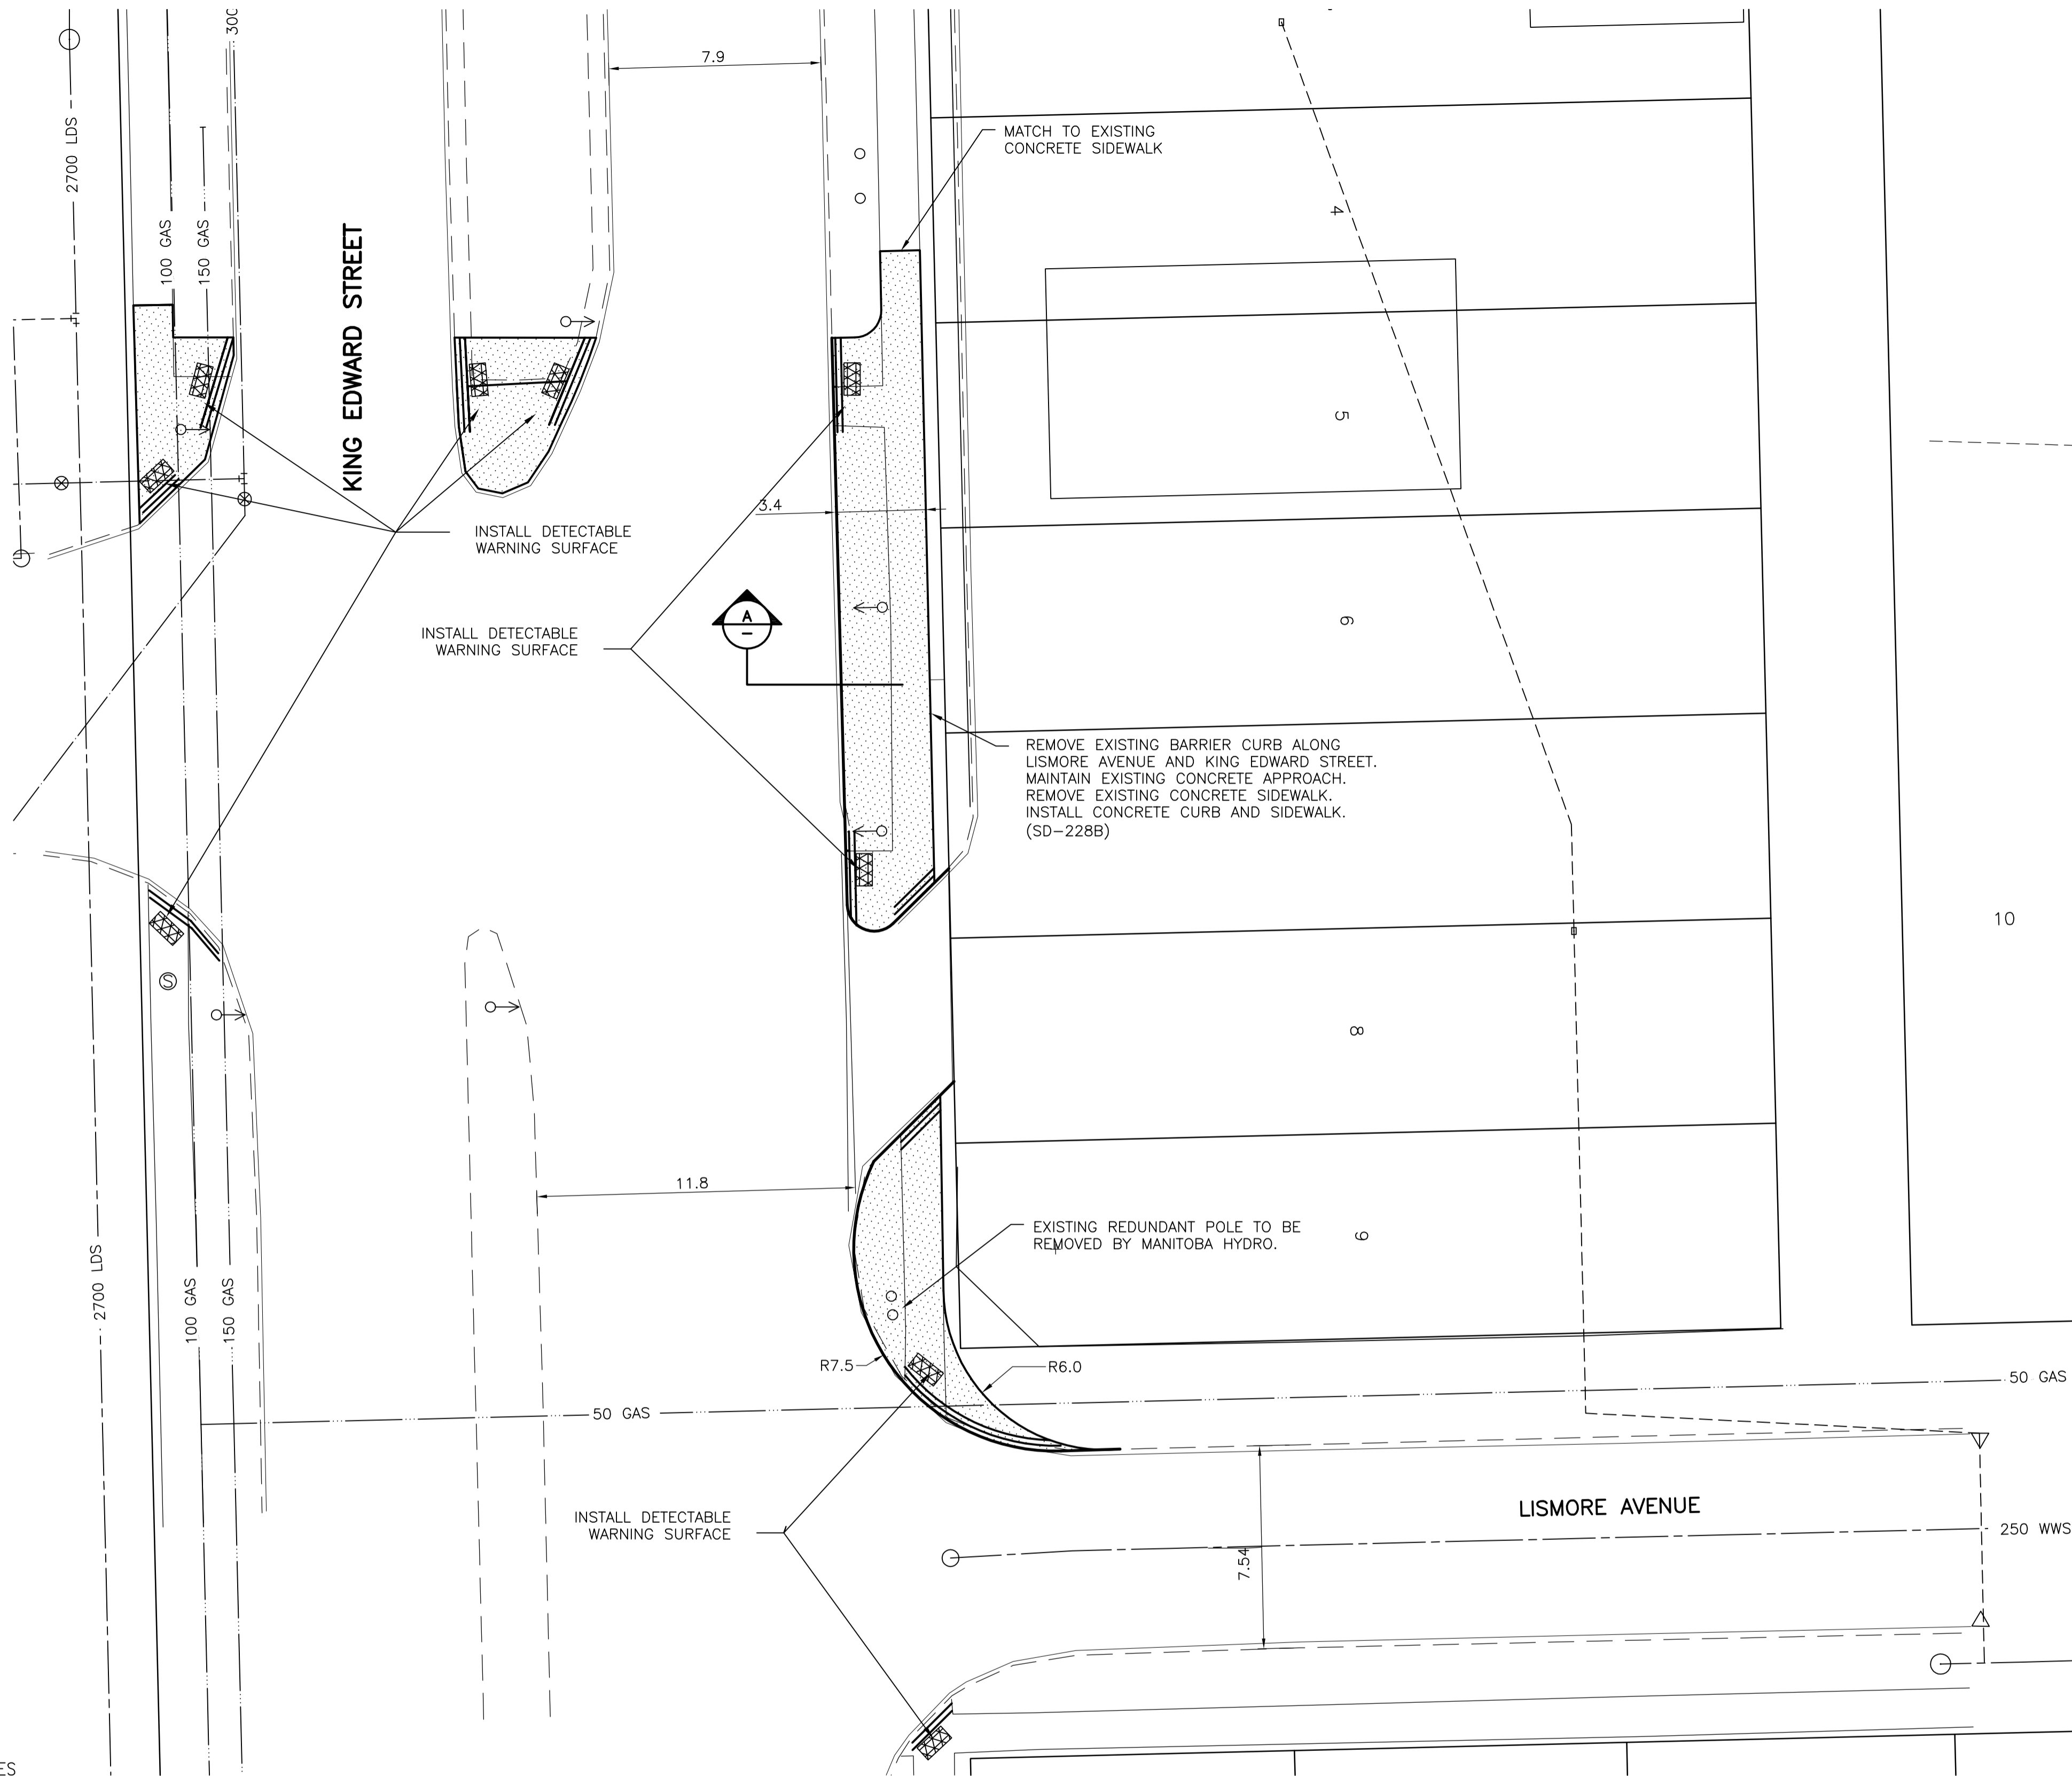 300
7.9
2700 LDS
MATCH TO EXISTING
CONCRETE SIDEWALK
4
100 GAS
150 GAS
KING EDWARD STREET
5
3.4
INSTALL DETECTABLE
WARNING SURFACE
A
INSTALL DETECTABLE
WARNING SURFACE
6
REMOVE EXISTING BARRIER CURB ALONG
LISMORE AVENUE AND KING EDWARD STREET.
MAINTAIN EXISTING CONCRETE APPROACH.
REMOVE EXISTING CONCRETE SIDEWALK.
INSTALL CONCRETE CURB AND SIDEWALK.
(SD-228B)
10
S
8
11.8
EXISTING REDUNDANT POLE TO BE
REMOVED BY MANITOBA HYDRO.
9
2700 LDS
100 GAS
150 GAS
R7.5
R6.0
50 GAS
50 GAS
LISMORE AVENUE
INSTALL DETECTABLE
WARNING SURFACE
250 WWS
7.54
ES